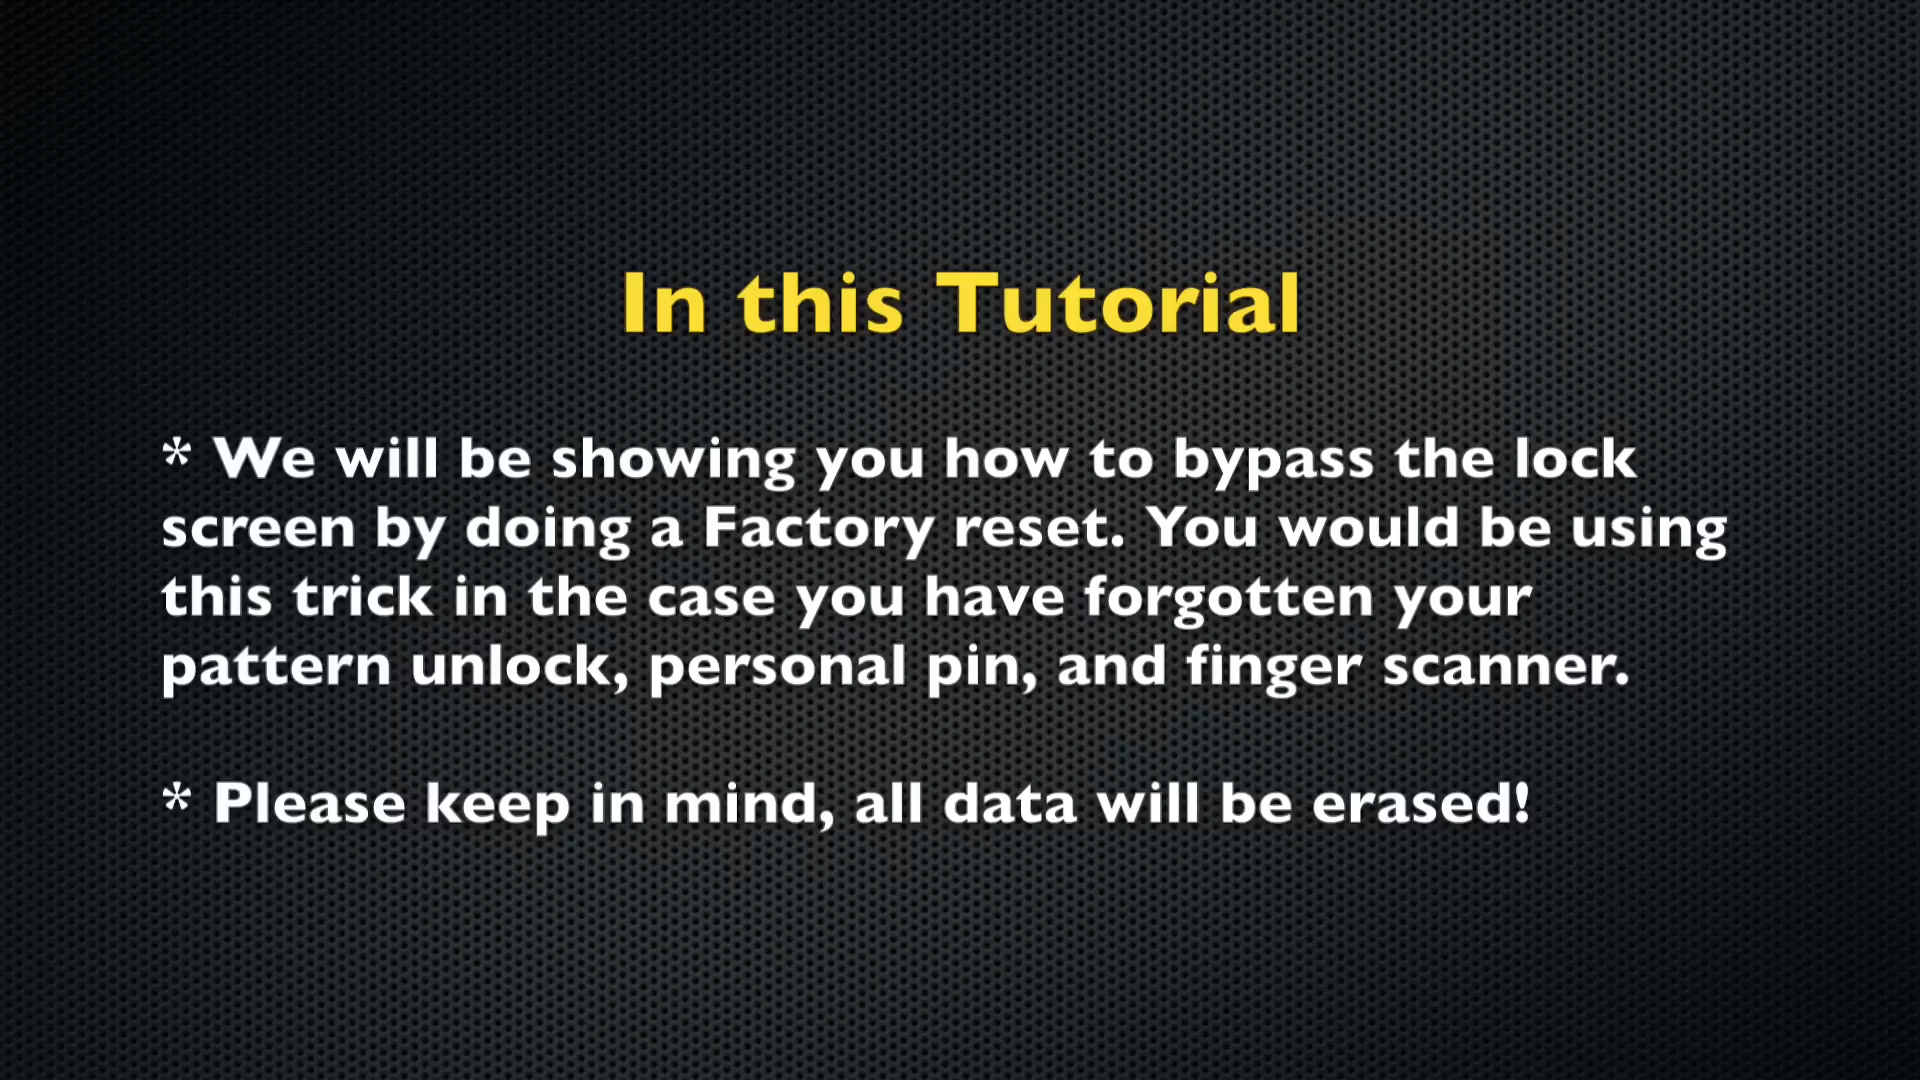 In this Tutorial
* We will be showing you how to bypass the lock
screen by doing a Factory reset. You would be using
this trick in the case you have forgotten your
pattern unlock, personal pin, and finger scanner.
* Please keep in mind, all data will be erased!